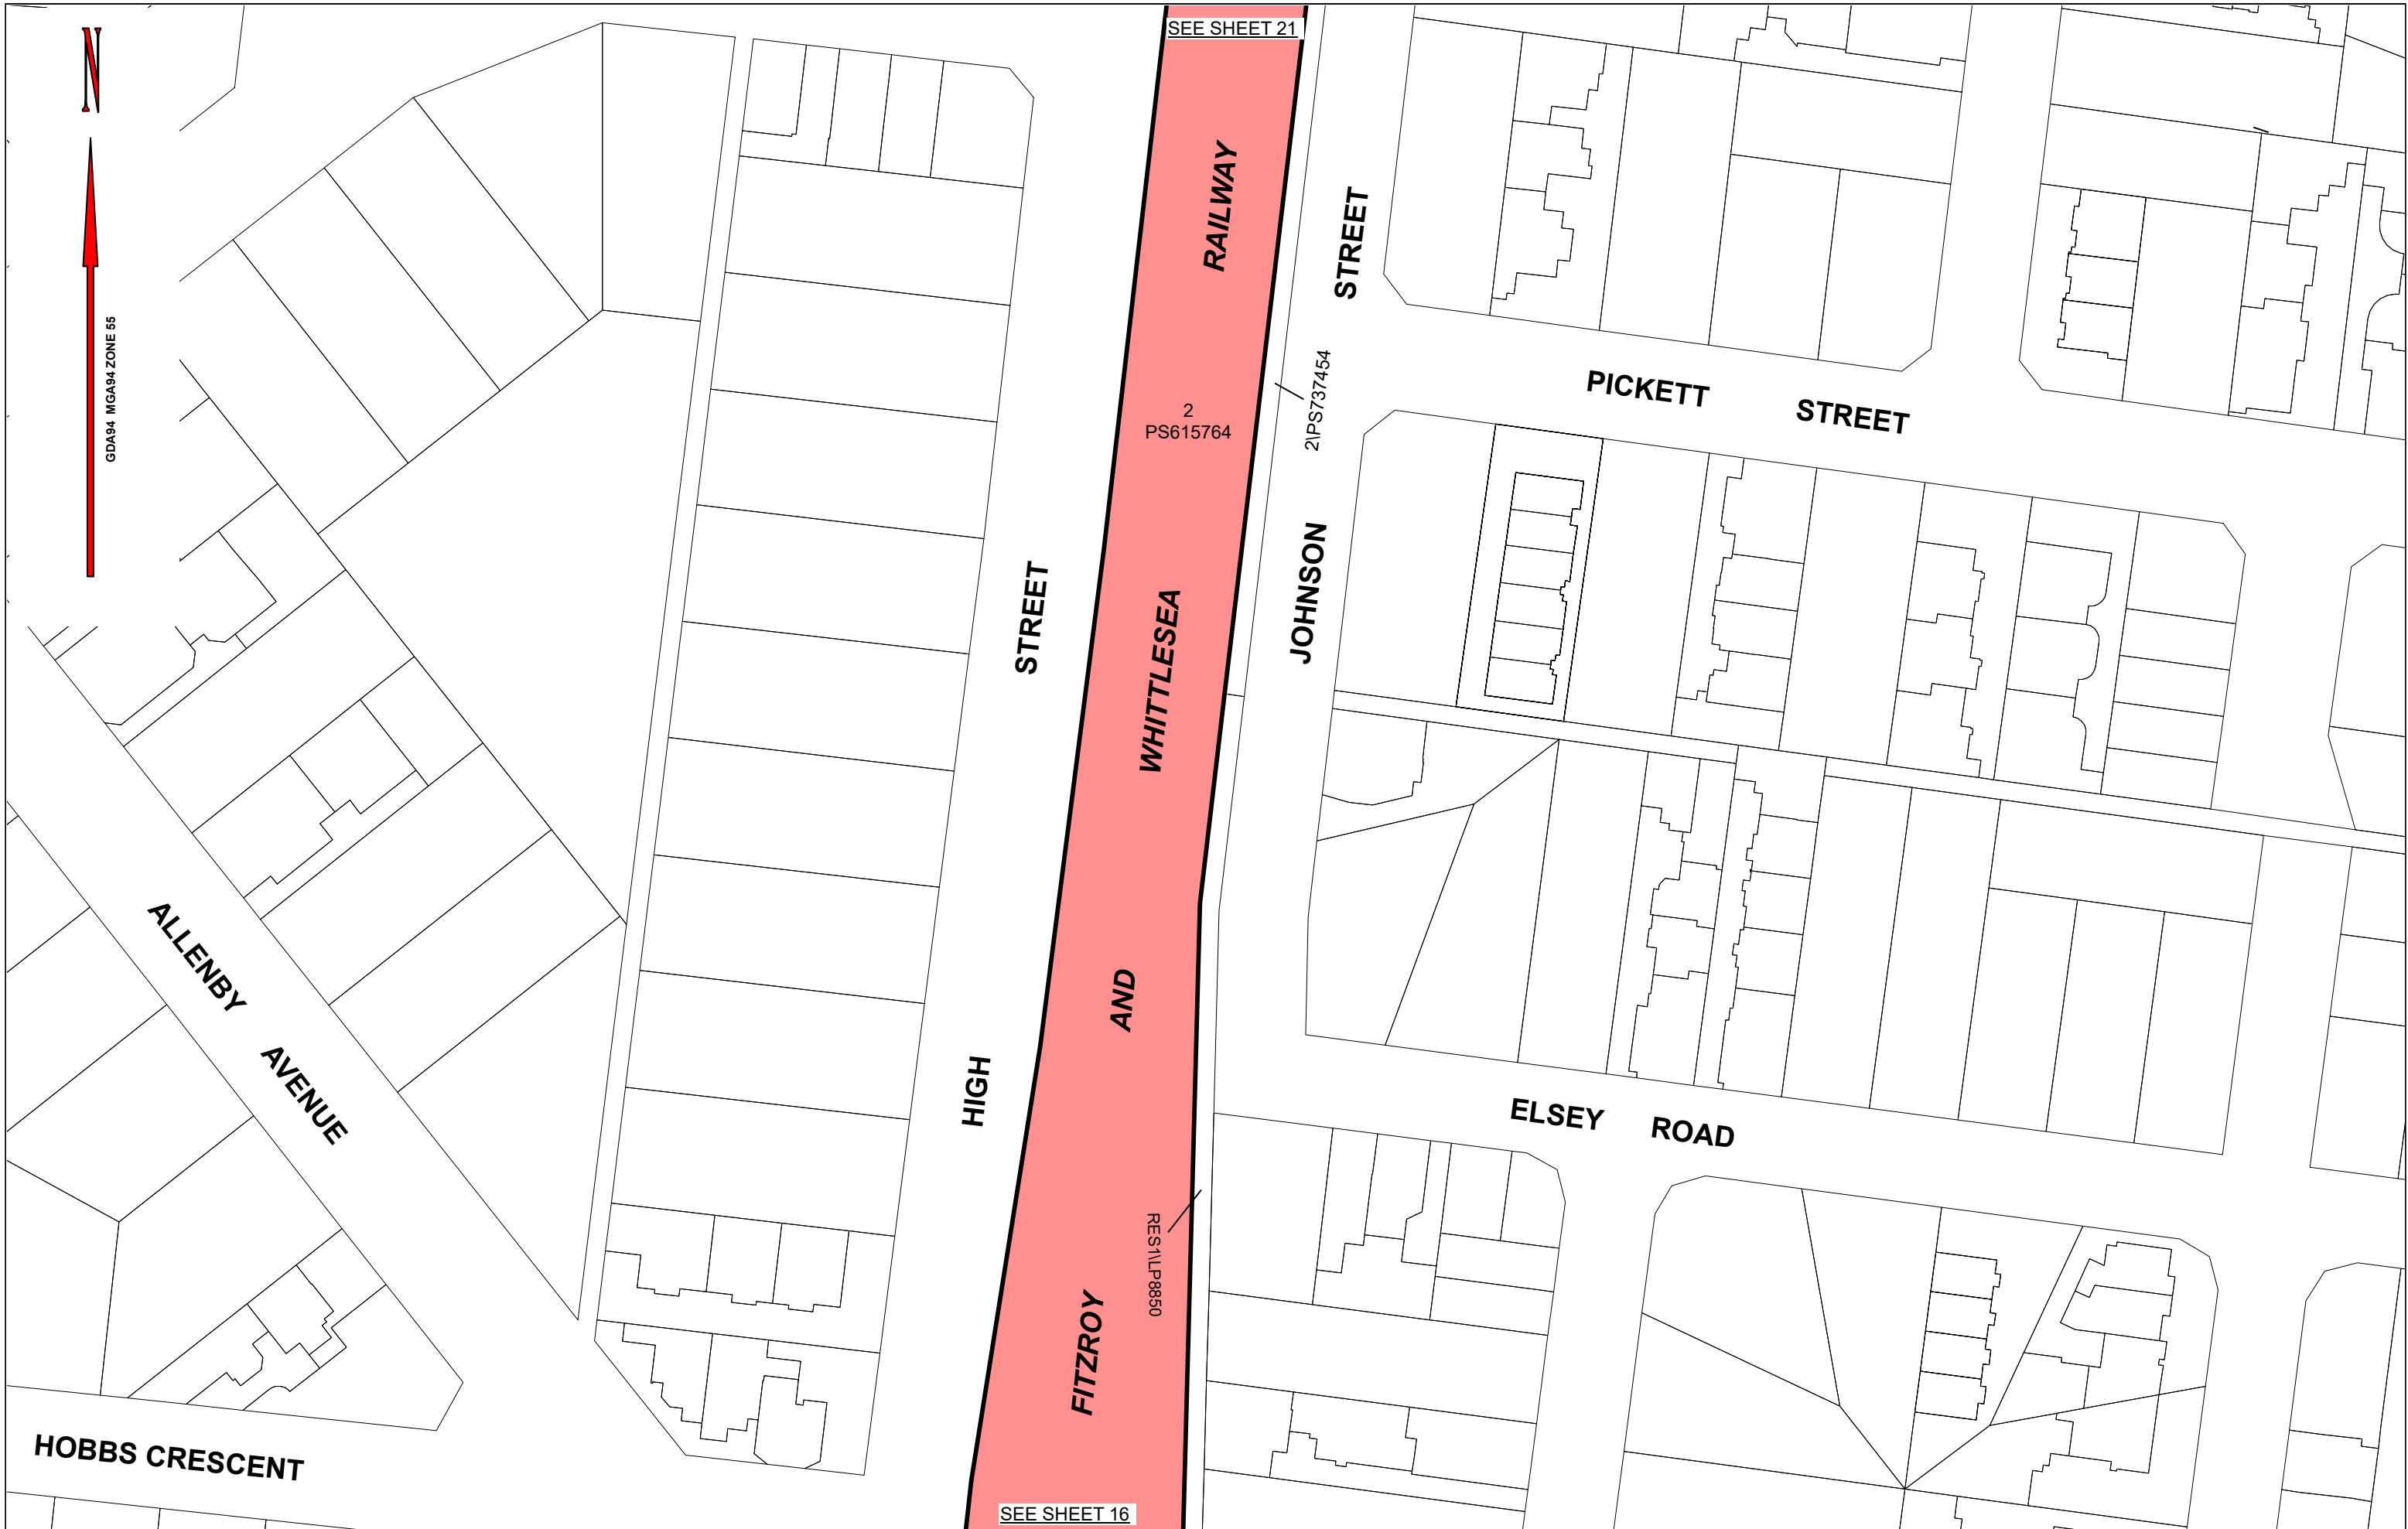 SEE SHEET 21
N
GDA94 MGA94 ZONE 55
RAILWAY
STREET
2\PS737454
PICKETT STREET
2
PS615764
JOHNSON
STREET
WHITTLESEA
ALLENBY AVENUE
AND
HIGH
ELSEY ROAD
RES1\LP8850
FITZROY
HOBBS CRESCENT
SEE SHEET 16